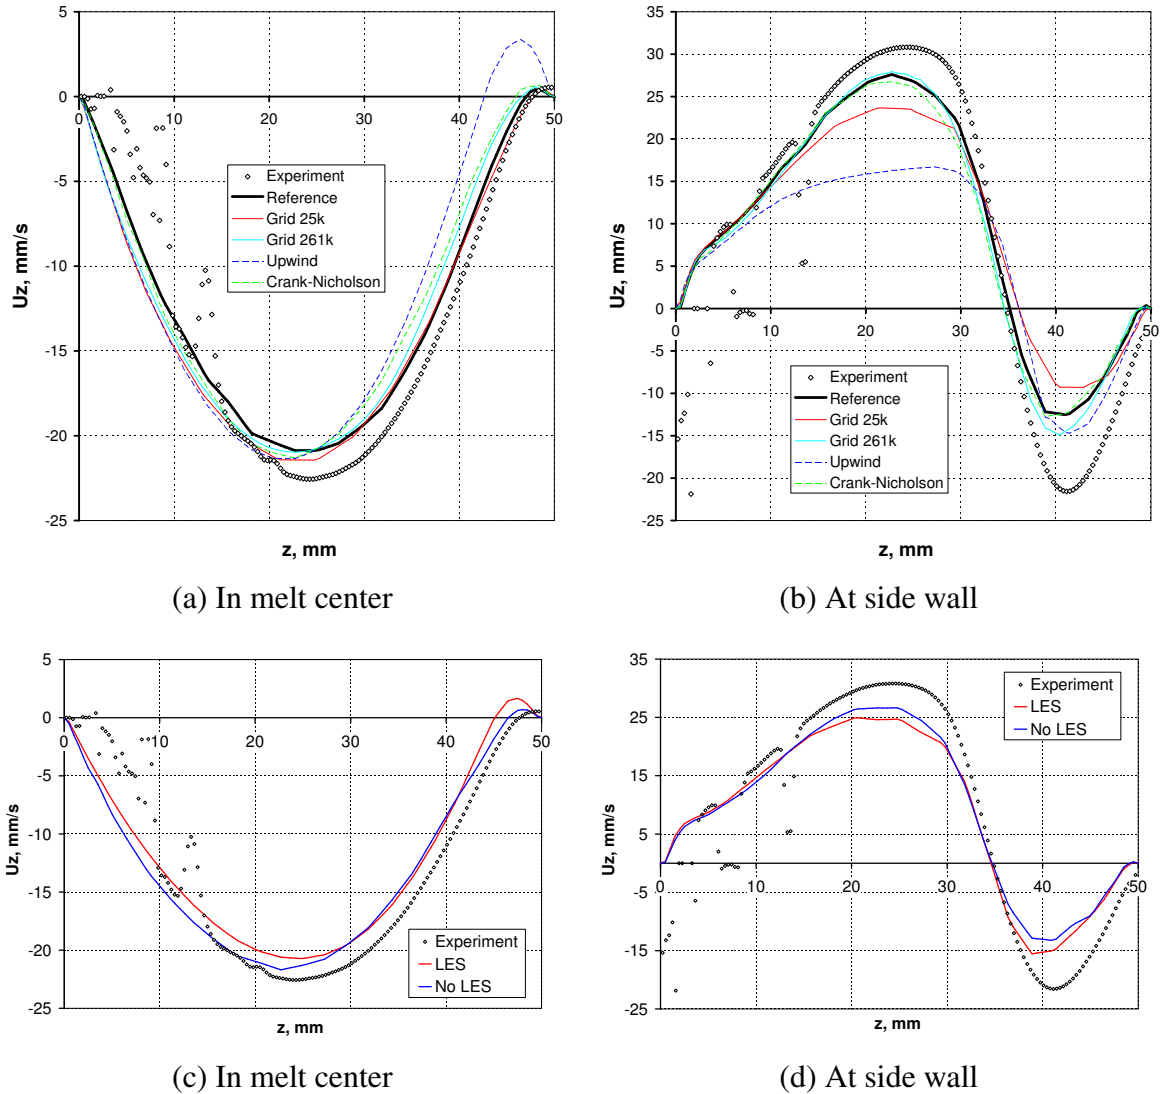 5
0
-5
-10
-15
-20
-25
0 10 20 30 40 50
Uz, mm/s
z, mm
Experiment
Reference
Grid 25k
Grid 261k
Upwind
Crank-Nicholson
(a) In melt center
35
30
25
20
15
10
5
0
-5
-10
-15
-20
-25
0 10 20 30 40 50
Uz, mm/s
z, mm
Experiment
Reference
Grid 25k
Grid 261k
Upwind
Crank-Nicholson
(b) At side wall
5
0
-5
-10
-15
-20
-25
0 10 20 30 40 50
Uz, mm/s
z, mm
Experiment
LES
No LES
(c) In melt center
35
25
15
5
-5
-15
-25
0 10 20 30 40 50
Uz, mm/s
z, mm
Experiment
LES
No LES
(d) At side wall